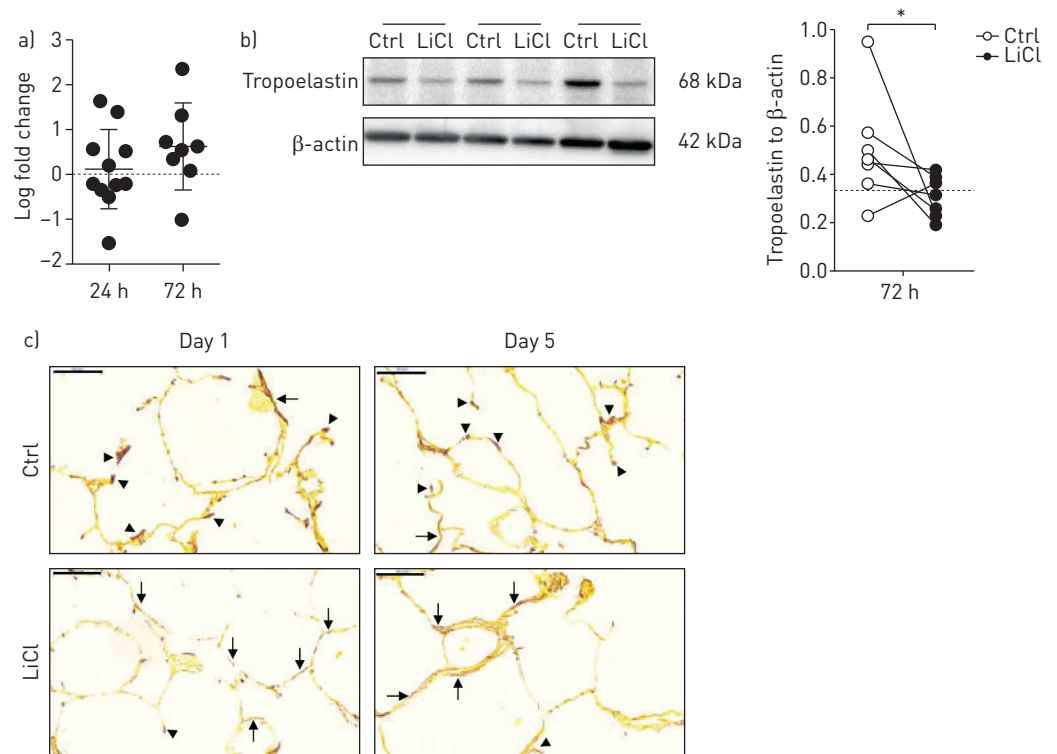 a)
3
2
1
0
–1
–2
Log fold change
24 h
72 h
b)
Ctrl LiCl Ctrl LiCl Ctrl LiCl
Tropoelastin
68 kDa
β-actin
42 kDa
*
1.0
0.8
0.6
0.4
0.2
0.0
Tropoelastin to β-actin
72 h
Ctrl
LiCl
c)
Day 1
Day 5
Ctrl
LiCl